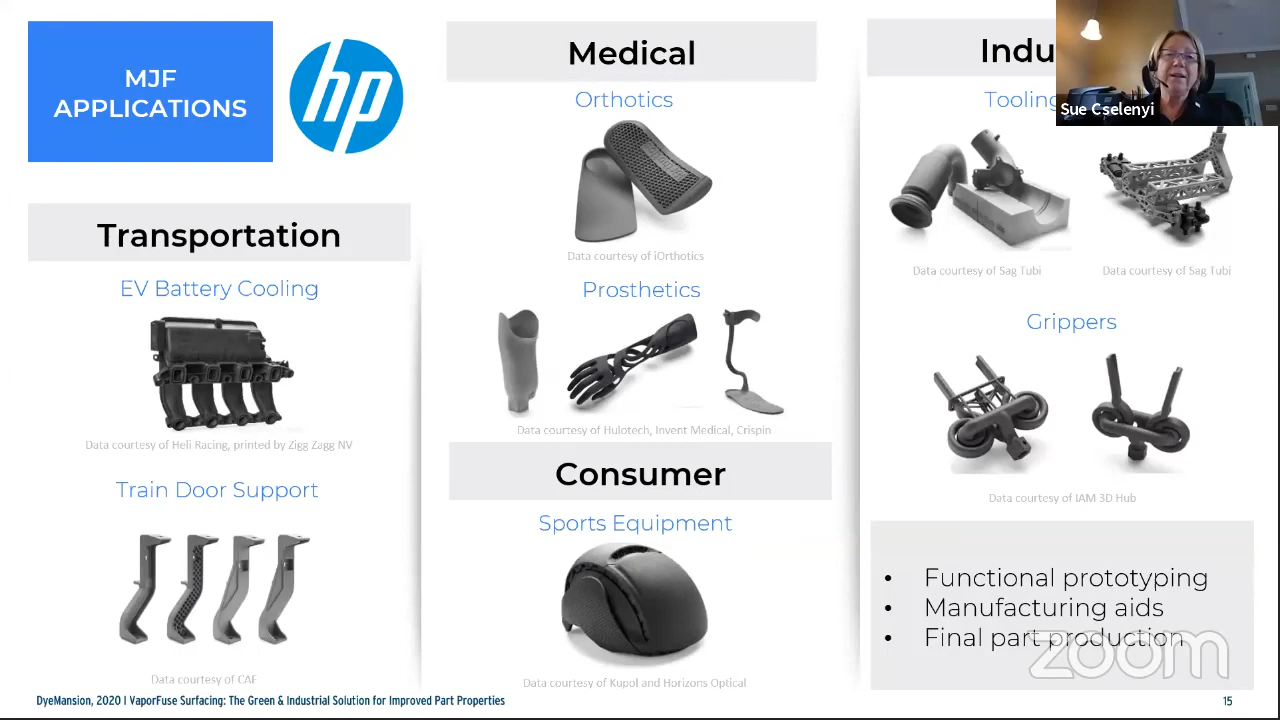 MJF
APPLICATIONS
hp
Transportation
EV Battery Cooling
Data courtesy of Heli Racing, printed by Zigg Zagg NV
Train Door Support
Data courtesy of CAF
Medical
Orthotics
Data courtesy of iOrthotics
Prosthetics
Data courtesy of Hulotech, Invent Medical, Crispin
Consumer
Sports Equipment
Data courtesy of Kupol and Horizons Optical
Indu
Tooling
Sue Cselenyi
Data courtesy of Sag Tubi
Data courtesy of Sag Tubi
Grippers
Data courtesy of IAM 3D Hub
• Functional prototyping
• Manufacturing aids
• Final part production
zoom
DyeMansion, 2020 I VaporFuse Surfacing: The Green & Industrial Solution for Improved Part Properties
15